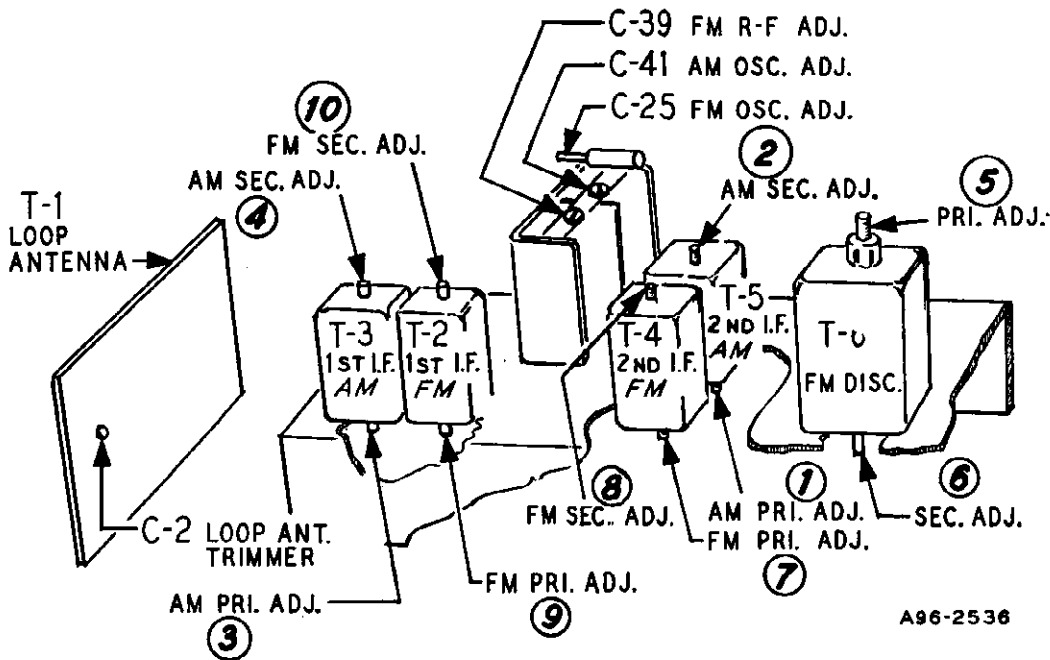 C-39 FM R-F ADJ.
C-41 AM OSC. ADJ.
C-25 FM OSC. ADJ.
10
FM SEC. ADJ.
2
AM SEC. ADJ.
AM SEC. ADJ.
4
5
PRI. ADJ.
T-1
LOOP
ANTENNA
T-3
1ST I.F.
AM
T-2
1ST I.F.
FM
T-4
2ND I.F.
FM
T-5
2ND I.F.
AM
FM DISC.
C-2 LOOP ANT.
TRIMMER
8
FM SEC. ADJ.
1
AM PRI. ADJ.
FM PRI. ADJ.
7
6
SEC. ADJ.
AM PRI. ADJ.
3
FM PRI. ADJ.
9
A96-2536